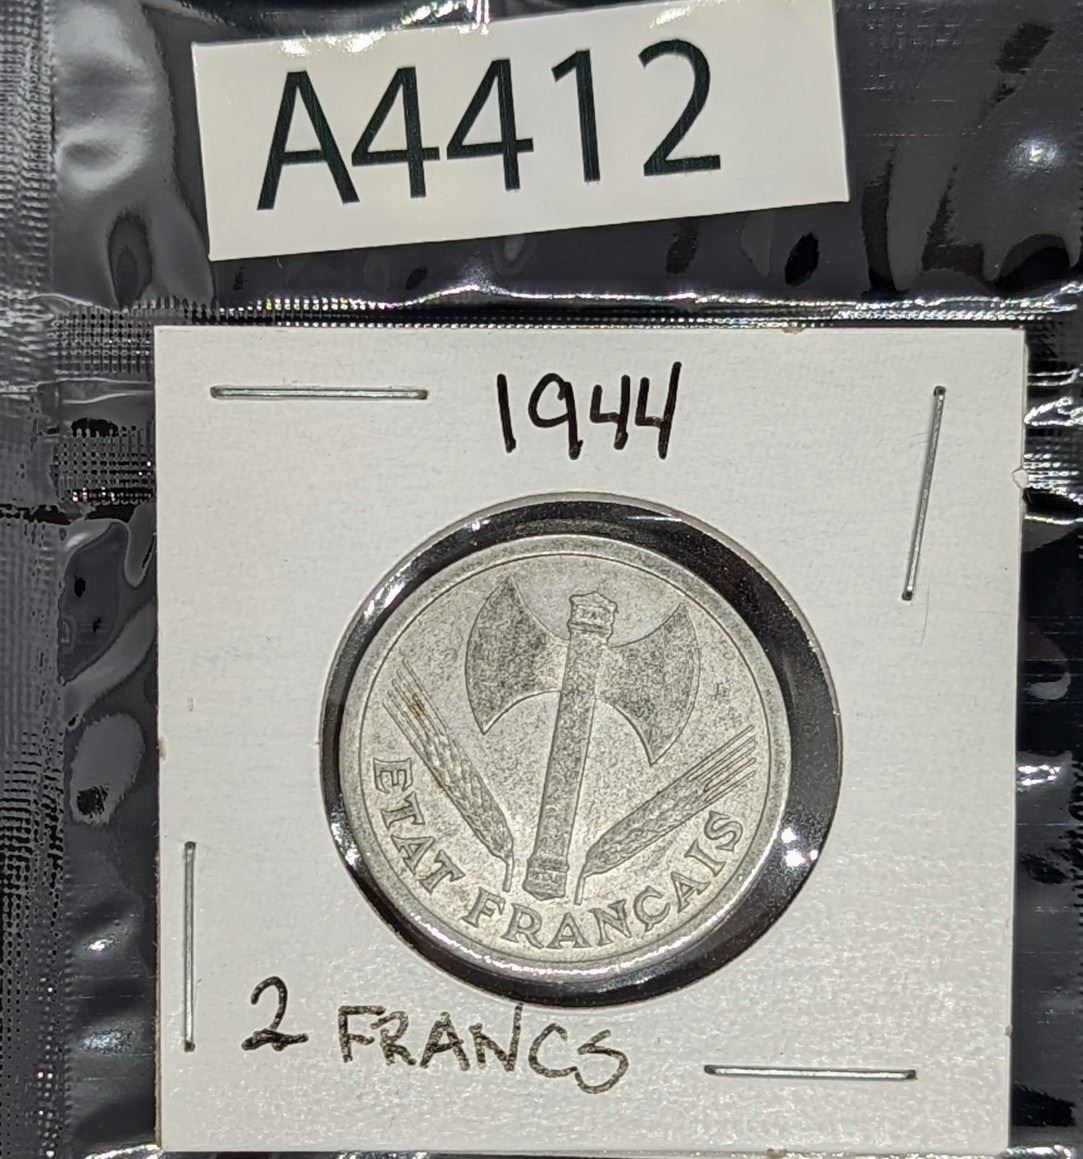 A4412
1944
ETAT FRANÇAIS
2 FRANCS